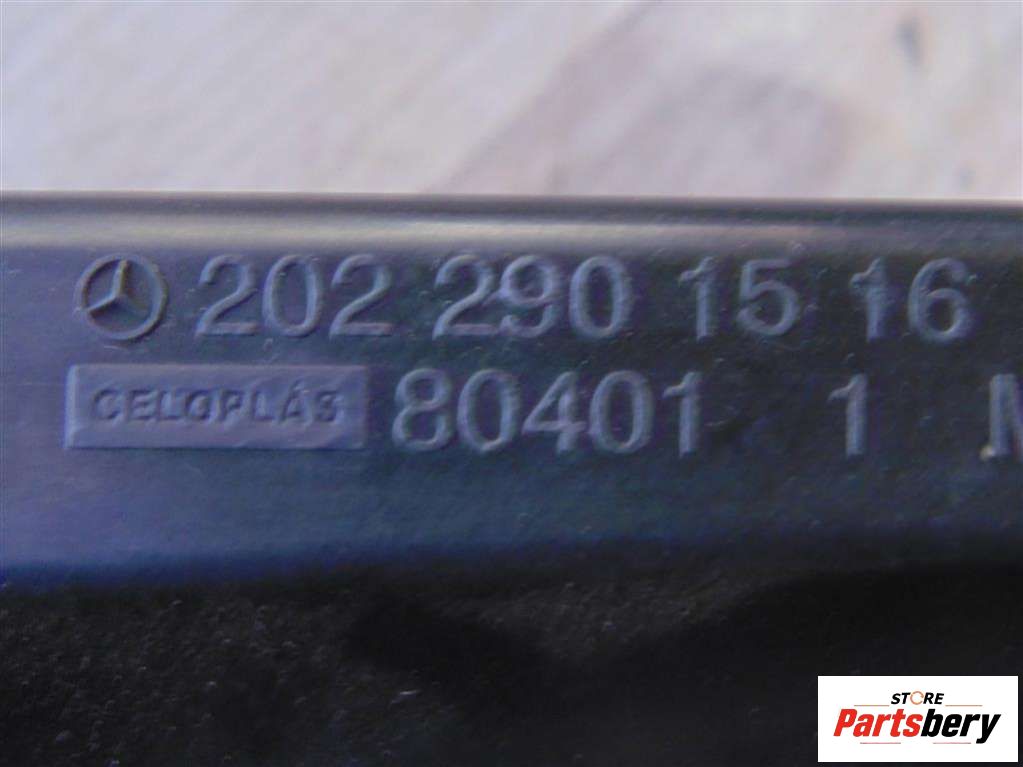 202 290 15 16
CELOPLÁS 80401 1 M
STORE
Partsbery